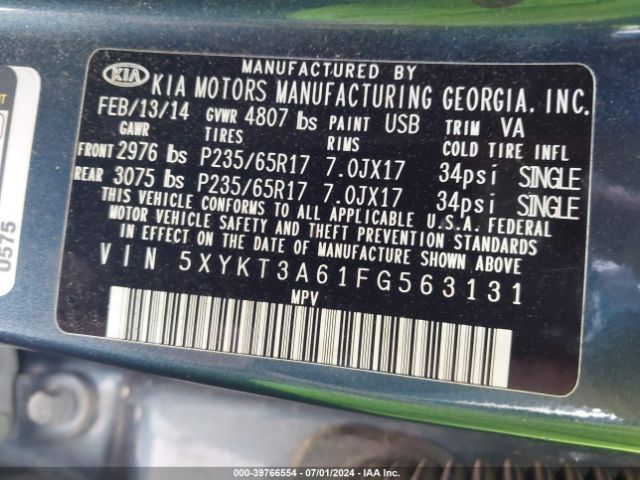 MANUFACTURED BY
KIA KIA MOTORS MANUFACTURING GEORGIA. INC.
FEB/13/14 GVWR 4807 lbs PAINT USB TRIM VA
GAWR TIRES RIMS COLD TIRE INFL
FRONT 2976 lbs P235/65R17 7.0JX17 34psi SINGLE
REAR 3075 lbs P235/65R17 7.0JX17 34psi SINGLE
THIS VEHICLE CONFORMS TO ALL APPLICABLE U.S.A. FEDERAL
MOTOR VEHICLE SAFETY AND THEFT PREVENTION STANDARDS
IN EFFECT ON THE DATE OF MANUFACTURE SHOWN ABOVE.
VIN 5XYKT3A61FG563131
MPV
0575
000-39766554 | 07/01/2024 | IAA Inc.